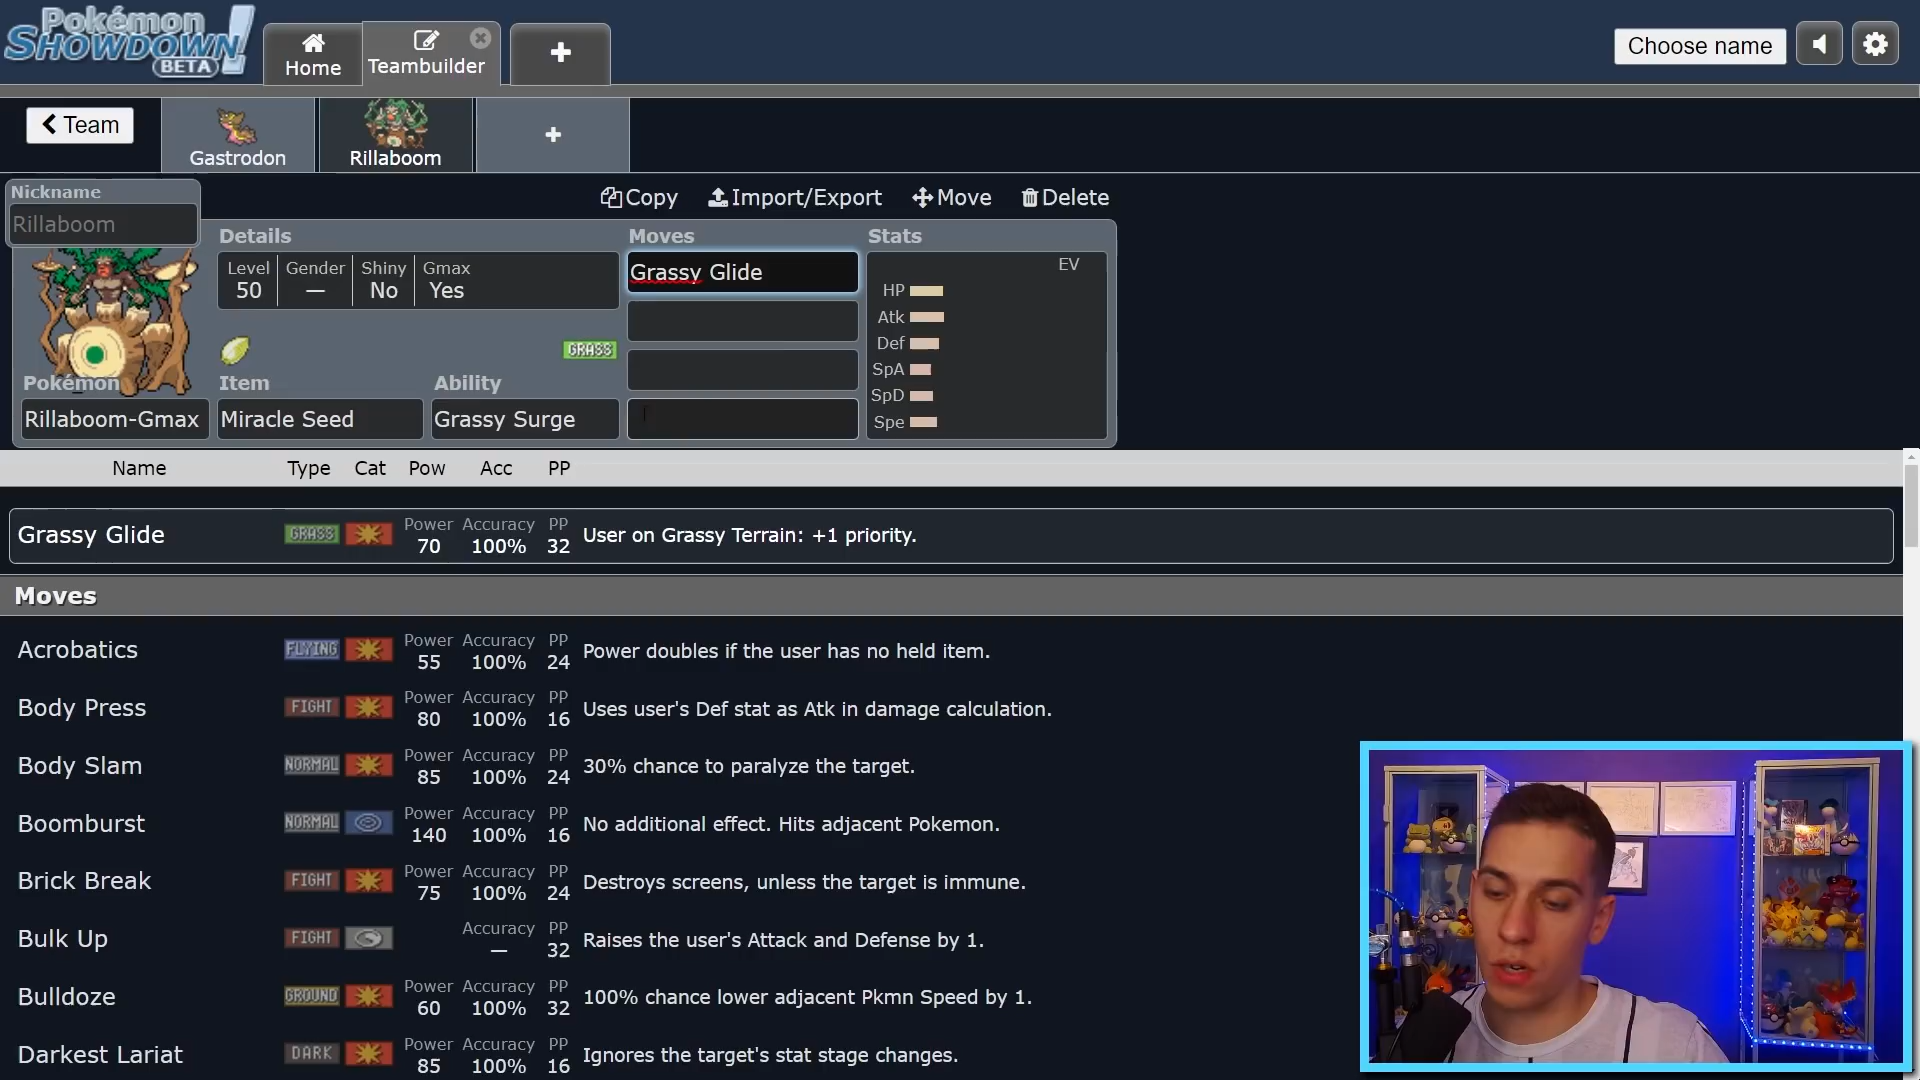 Pokémon
SHOWDOWN!
BETA
Home
Teambuilder
Choose name
Team
Gastrodon
Rillaboom
Nickname
Rillaboom
Copy
Import/Export
Move
Delete
Details
Moves
Stats
Level
Gender
Shiny
Gmax
50
—
No
Yes
Grassy Glide
EV
HP
Atk
Def
SpA
SpD
Spe
GRASS
Pokémon
Item
Ability
Rillaboom-Gmax
Miracle Seed
Grassy Surge
Name Type Cat Pow Acc PP
Grassy Glide GRASS Power 70 Accuracy 100% PP 32 User on Grassy Terrain: +1 priority.
Moves
Acrobatics FLYING Power 55 Accuracy 100% PP 24 Power doubles if the user has no held item.
Body Press FIGHT Power 80 Accuracy 100% PP 16 Uses user's Def stat as Atk in damage calculation.
Body Slam NORMAL Power 85 Accuracy 100% PP 24 30% chance to paralyze the target.
Boomburst NORMAL Power 140 Accuracy 100% PP 16 No additional effect. Hits adjacent Pokemon.
Brick Break FIGHT Power 75 Accuracy 100% PP 24 Destroys screens, unless the target is immune.
Bulk Up FIGHT Accuracy — PP 32 Raises the user's Attack and Defense by 1.
Bulldoze GROUND Power 60 Accuracy 100% PP 32 100% chance lower adjacent Pkmn Speed by 1.
Darkest Lariat DARK Power 85 Accuracy 100% PP 16 Ignores the target's stat stage changes.